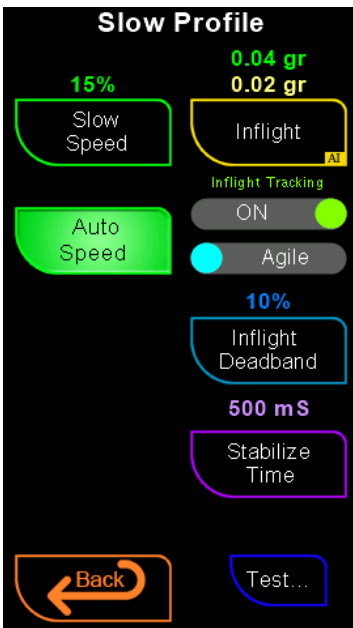 Slow Profile
0.04 gr
15%
0.02 gr
Slow
Speed
Inflight
AI
Inflight Tracking
ON
Auto
Speed
Agile
10%
Inflight
Deadband
500 mS
Stabilize
Time
Back
Test...